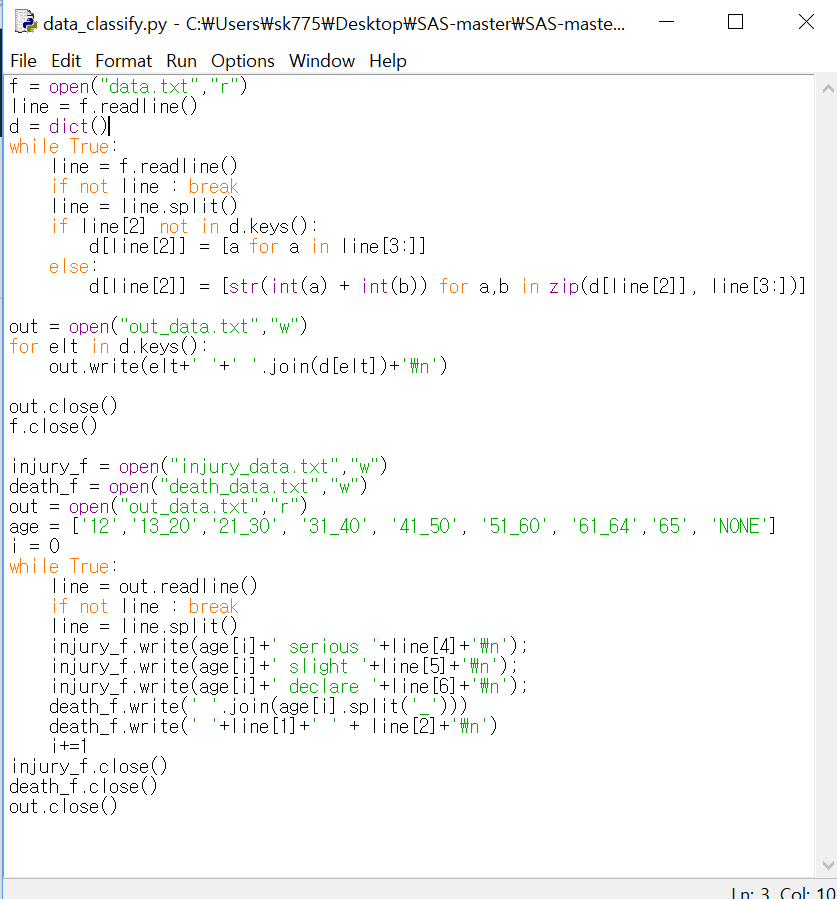 data_classify.py - C:₩Users₩sk775₩Desktop₩SAS-master₩SAS-maste...
File Edit Format Run Options Window Help
f = open("data.txt","r")
line = f.readline()
d = dict()
while True:
    line = f.readline()
    if not line : break
    line = line.split()
    if line[2] not in d.keys():
        d[line[2]] = [a for a in line[3:]]
    else:
        d[line[2]] = [str(int(a) + int(b)) for a,b in zip(d[line[2]], line[3:])]

out = open("out_data.txt","w")
for elt in d.keys():
    out.write(elt+' '+' '.join(d[elt])+'₩n')

out.close()
f.close()

injury_f = open("injury_data.txt","w")
death_f = open("death_data.txt","w")
out = open("out_data.txt","r")
age = ['12','13_20','21_30', '31_40', '41_50', '51_60', '61_64','65', 'NONE']
i = 0
while True:
    line = out.readline()
    if not line : break
    line = line.split()
    injury_f.write(age[i]+' serious '+line[4]+'₩n');
    injury_f.write(age[i]+' slight '+line[5]+'₩n');
    injury_f.write(age[i]+' declare '+line[6]+'₩n');
    death_f.write(' '.join(age[i].split('_')))
    death_f.write(' '+line[1]+' ' + line[2]+'₩n')
    i+=1
injury_f.close()
death_f.close()
out.close()
Ln: 3 Col: 10